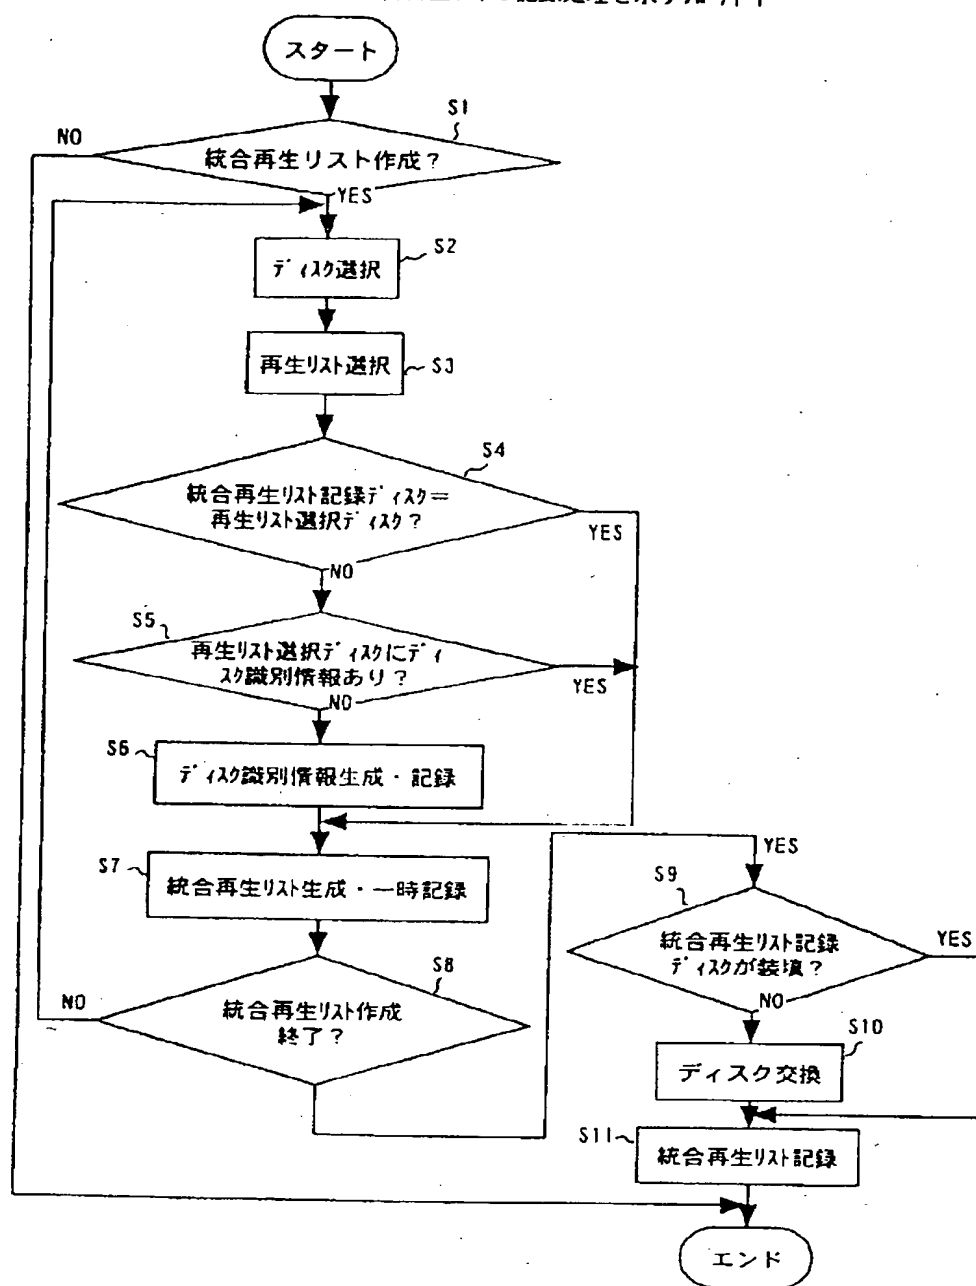 スタート
S1
NO
統合再生リスト作成?
YES
S2
ディスク選択
再生リスト選択
S3
S4
統合再生リスト記録ディスク=
再生リスト選択ディスク?
YES
NO
S5
再生リスト選択ディスクにディ
スク識別情報あり?
YES
NO
S6
ディスク識別情報生成・記録
S7
統合再生リスト生成・一時記録
S8
NO
統合再生リスト作成
終了?
YES
S9
統合再生リスト記録
ディスクが装填?
YES
NO
S10
ディスク交換
S11
統合再生リスト記録
エンド